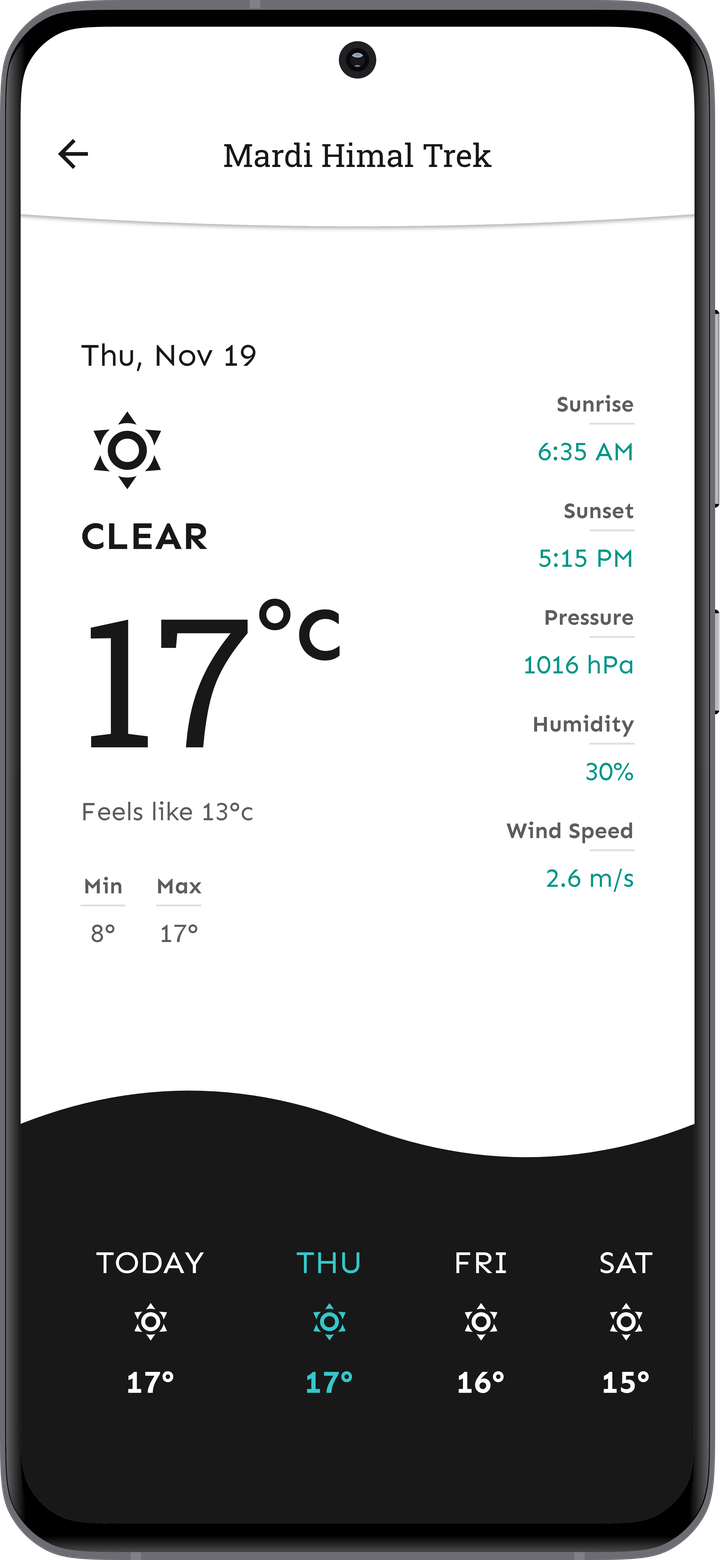 Mardi Himal Trek
Thu, Nov 19
CLEAR
17°c
Feels like 13°c
Min Max
8° 17°
Sunrise
6:35 AM
Sunset
5:15 PM
Pressure
1016 hPa
Humidity
30%
Wind Speed
2.6 m/s
TODAY THU FRI SAT
17° 17° 16° 15°